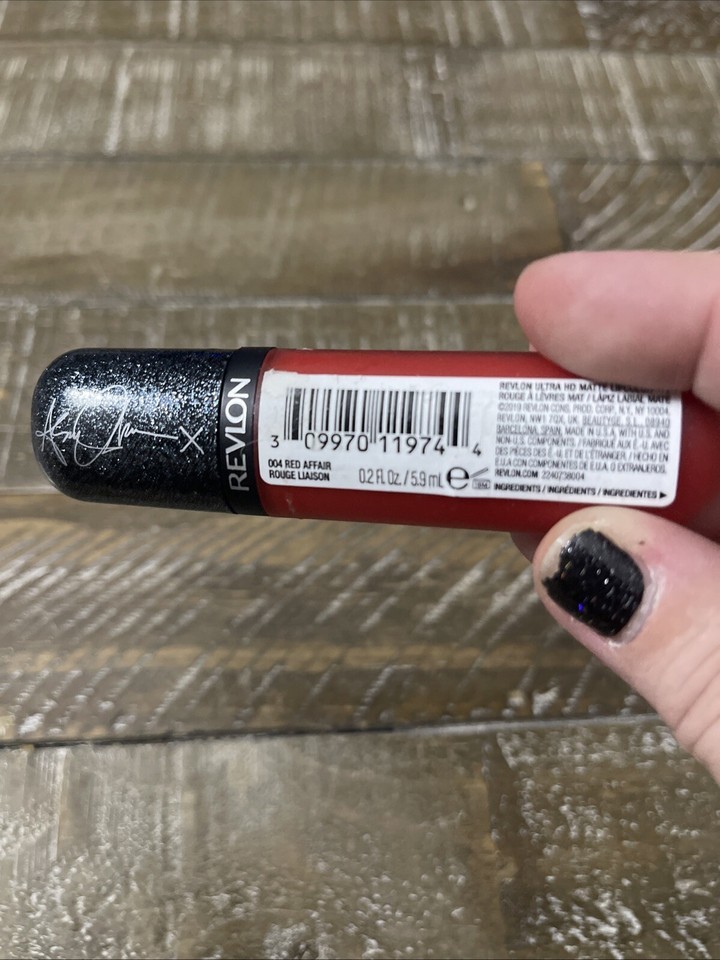 REVLON
3 09970 11974 4
004 RED AFFAIR
ROUGE LIAISON
0.2 Fl. Oz. / 5.9 mL e
REVLON ULTRA HD MATTE
ROUGE À LÈVRES MAT / LÁPIZ LABIAL MATE
©2019 REVLON CONS. PROD. CORP., N.Y., NY 10004,
REVLON, NW1 7QX, UK. BEAUTYGE, S.L., 08940
BARCELONA, SPAIN. MADE IN U.S.A. WITH U.S. AND
NON-U.S. COMPONENTS. / FABRIQUÉ AUX É.-U. AVEC
DES PIÈCES DES É.-U. ET DE L'ÉTRANGER. / HECHO EN
E.U.A. CON COMPONENTES DE E.U.A. O EXTRANJEROS.
REVLON.COM 2240738004
INGREDIENTS / INGRÉDIENTS / INGREDIENTES ▶